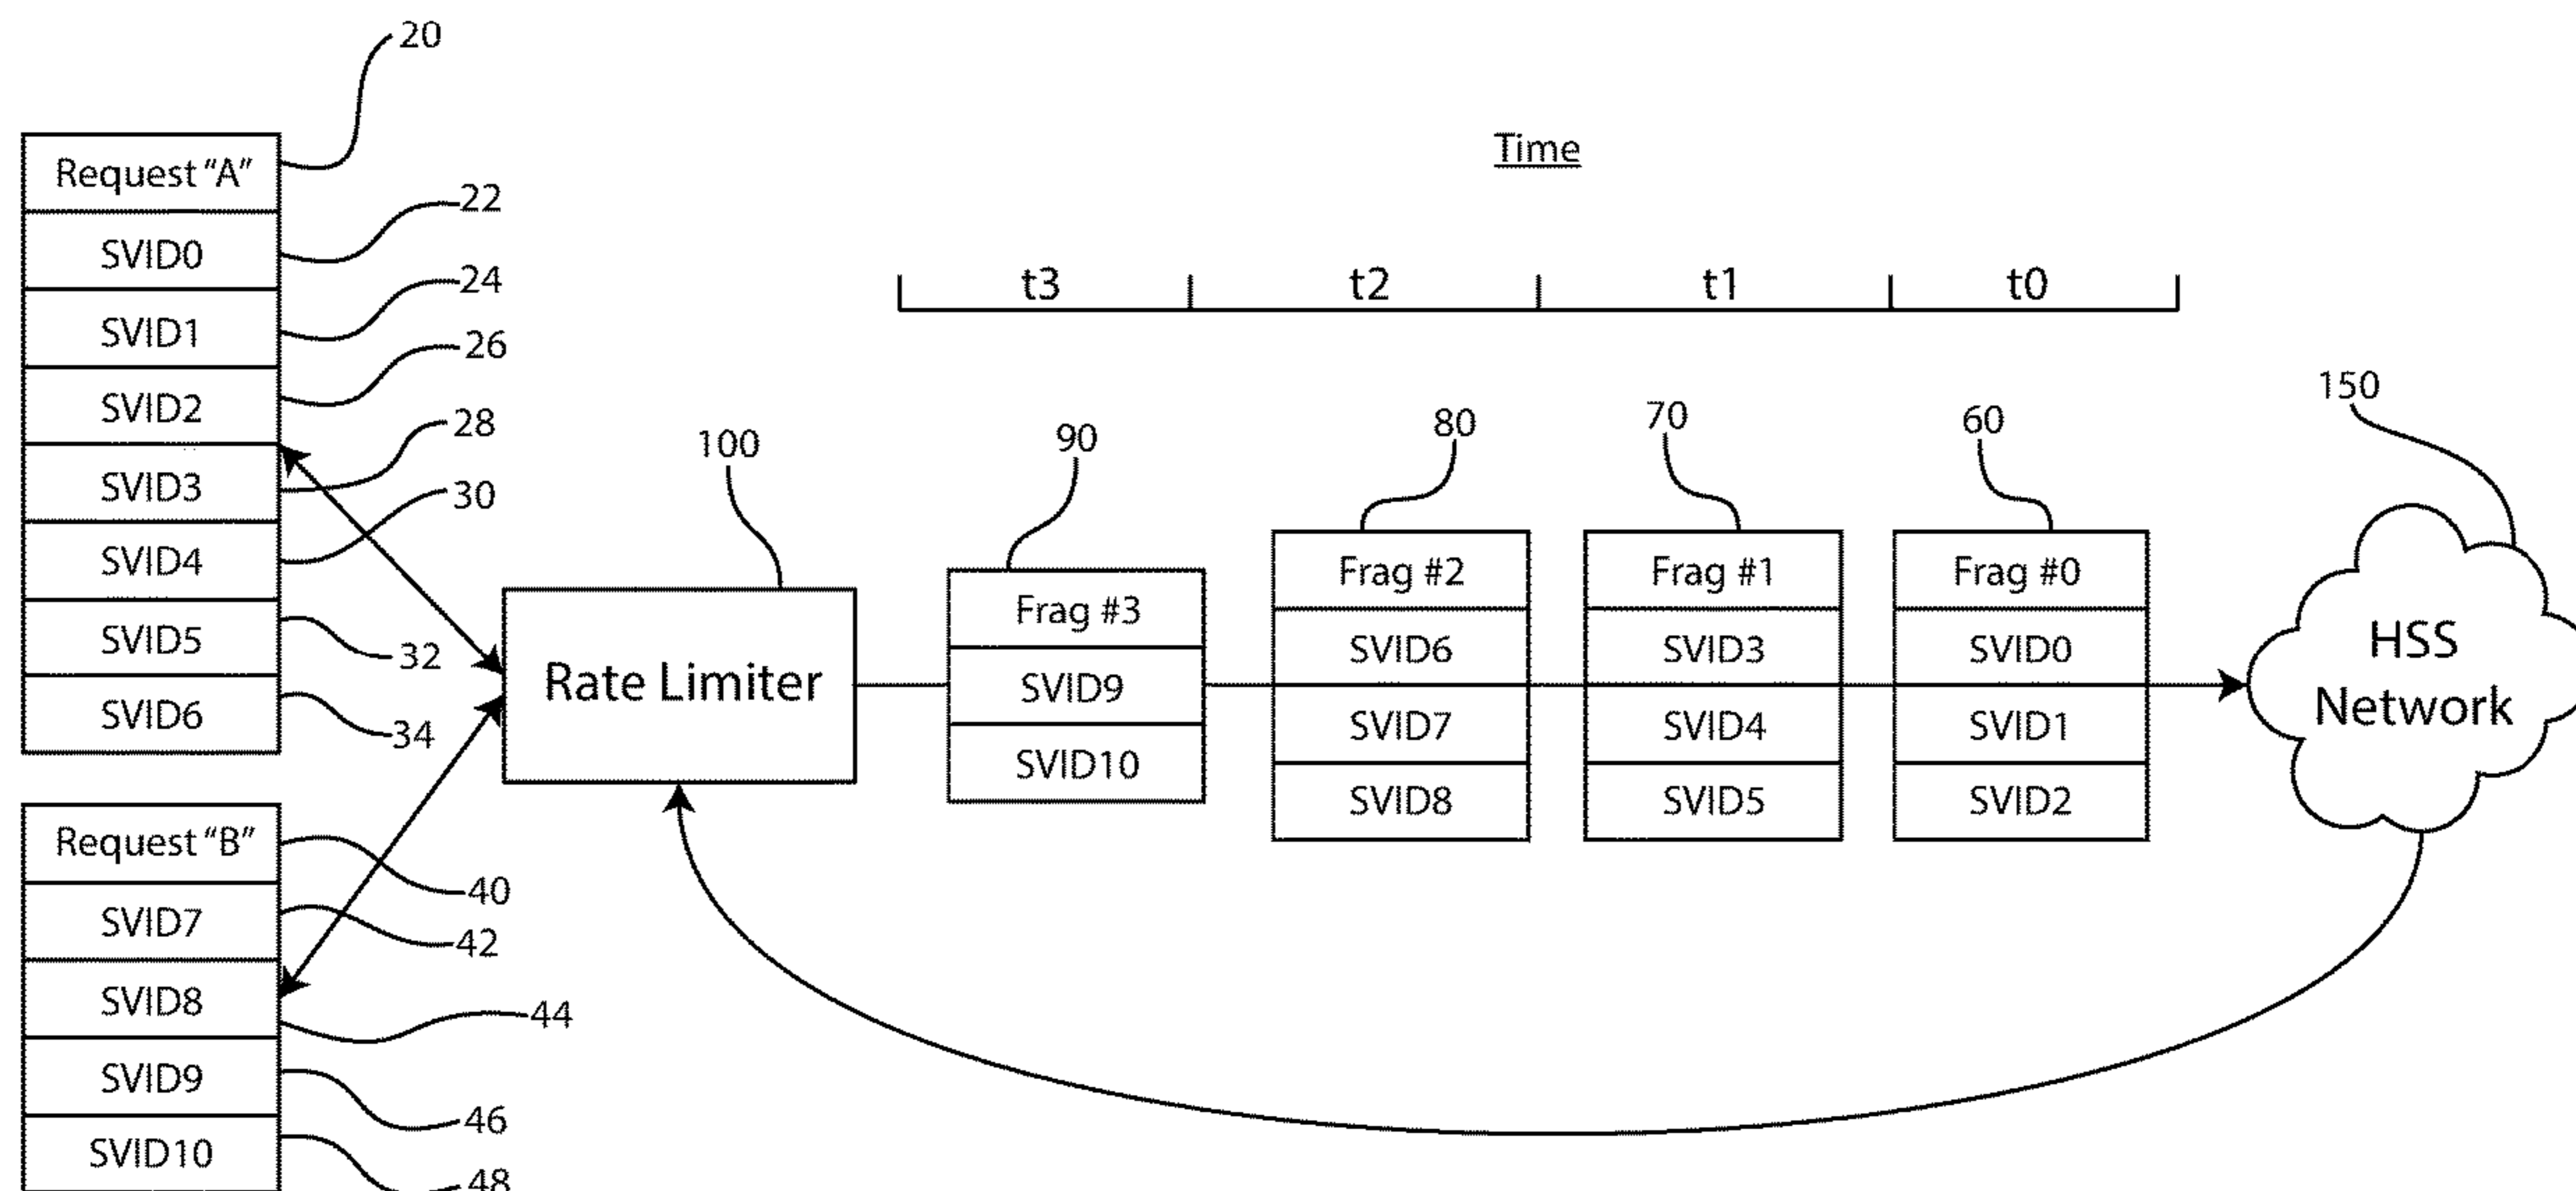 20
Request "A"
22
SVID0
24
SVID1
26
SVID2
28
SVID3
30
SVID4
32
SVID5
34
SVID6
Request "B"
40
SVID7
42
SVID8
44
SVID9
46
SVID10
48
100
Rate Limiter
Time
t3 t2 t1 t0
90
Frag #3
SVID9
SVID10
80
Frag #2
SVID6
SVID7
SVID8
70
Frag #1
SVID3
SVID4
SVID5
60
Frag #0
SVID0
SVID1
SVID2
150
HSS
Network